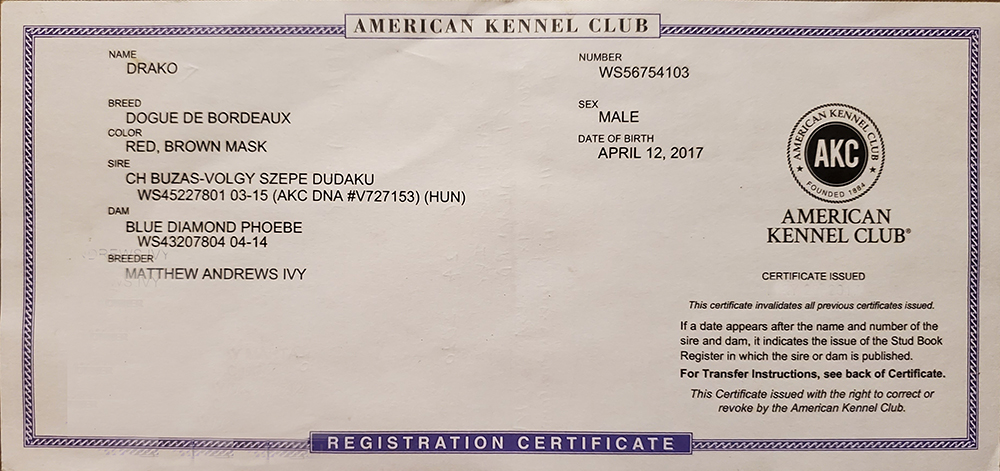 AMERICAN KENNEL CLUB
NAME
DRAKO
NUMBER
WS56754103
BREED
DOGUE DE BORDEAUX
SEX
MALE
COLOR
RED, BROWN MASK
DATE OF BIRTH
APRIL 12, 2017
SIRE
CH BUZAS-VOLGY SZEPE DUDAKU
WS45227801 03-15 (AKC DNA #V727153) (HUN)
DAM
BLUE DIAMOND PHOEBE
WS43207804 04-14
BREEDER
MATTHEW ANDREWS IVY
AMERICAN KENNEL CLUB
AKC
FOUNDED 1884
AMERICAN
KENNEL CLUB®
CERTIFICATE ISSUED
This certificate invalidates all previous certificates issued.
If a date appears after the name and number of the
sire and dam, it indicates the issue of the Stud Book
Register in which the sire or dam is published.
For Transfer Instructions, see back of Certificate.
This Certificate issued with the right to correct or
revoke by the American Kennel Club.
REGISTRATION CERTIFICATE